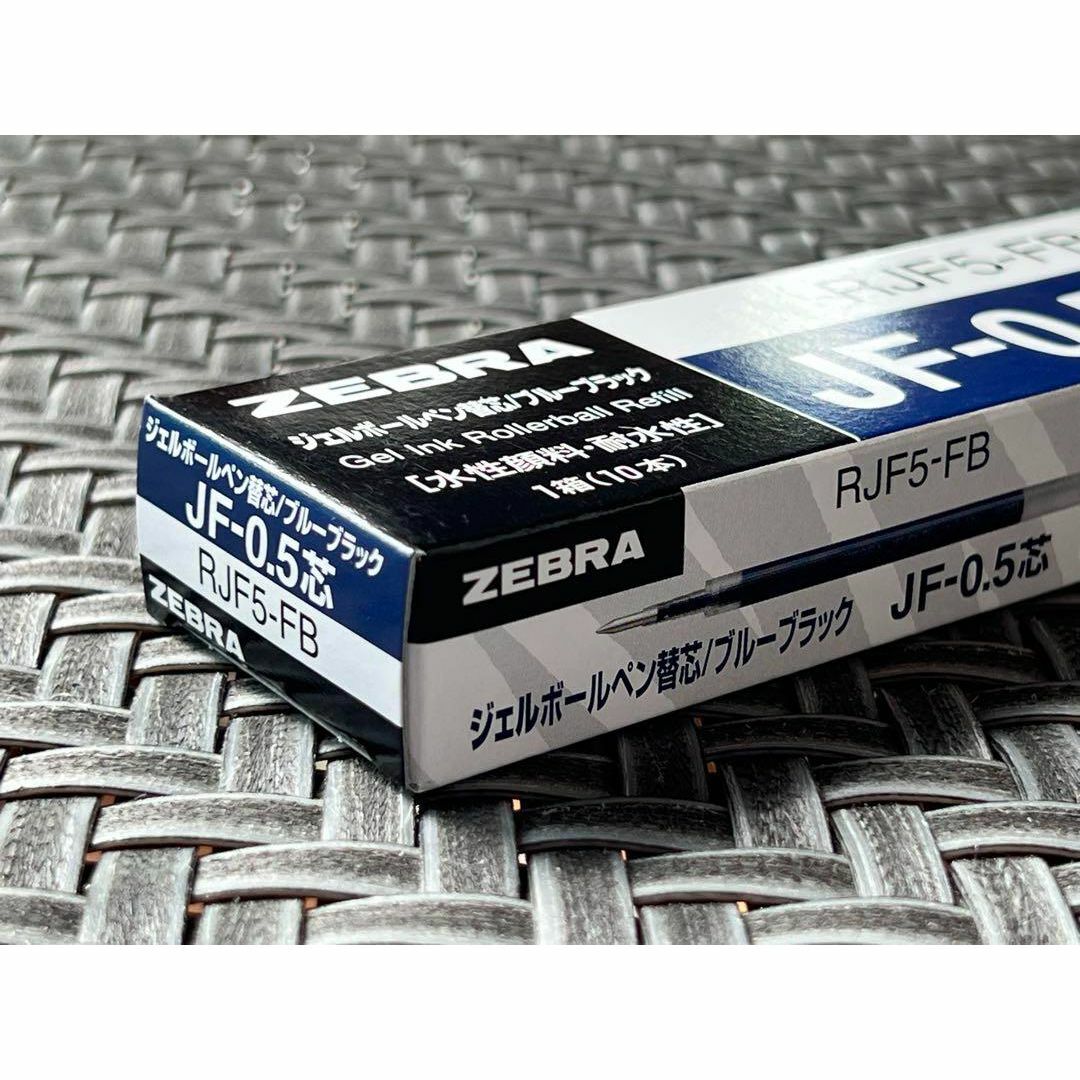 ZEBRA
ジェルボールペン替芯/ブルーブラック
Gel Ink Rollerball Refill
[水性顔料・耐水性]
1箱(10本)
RJF5-FB
JF-0.
ジェルボールペン替芯/ブルーブラック
JF-0.5芯
RJF5-FB
ZEBRA
ZEBRA
RJF5-FB
ジェルボールペン替芯/ブルーブラック JF-0.5芯